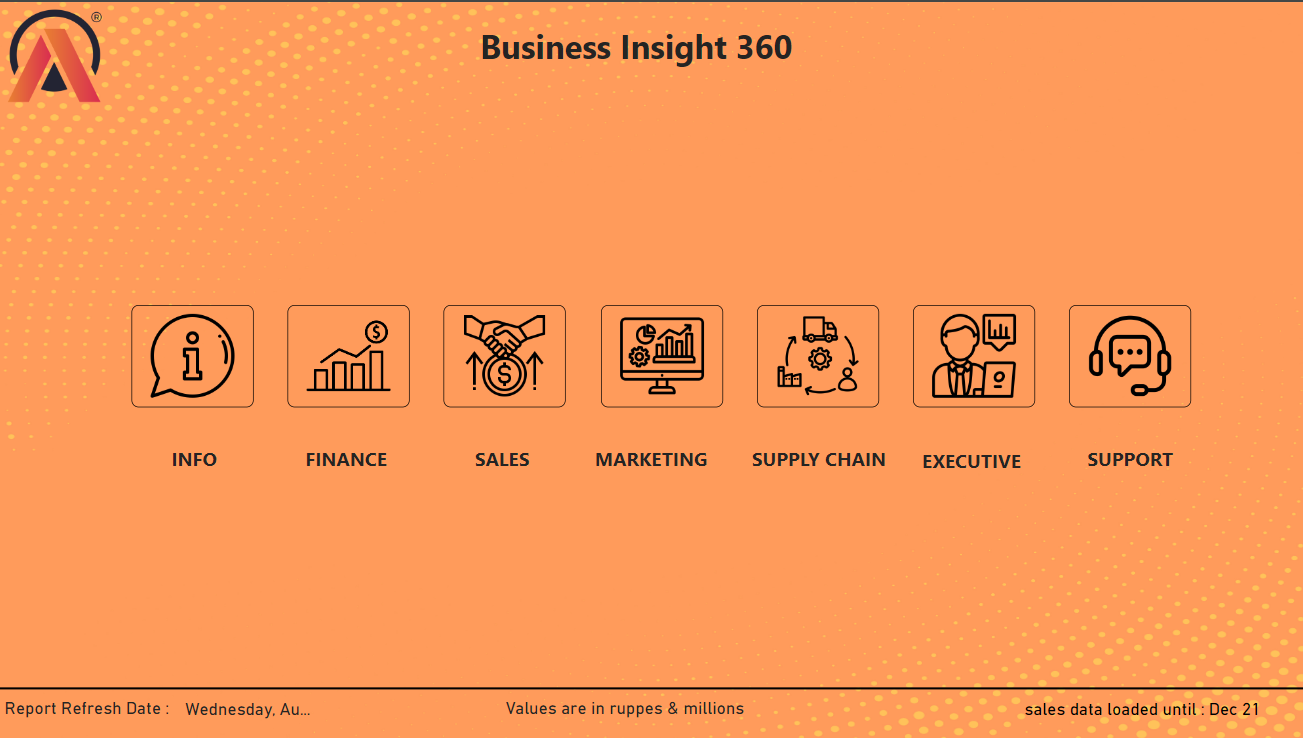 ®
Business Insight 360
INFO
FINANCE
SALES
MARKETING
SUPPLY CHAIN
EXECUTIVE
SUPPORT
Report Refresh Date : Wednesday, Au...
Values are in ruppes & millions
sales data loaded until : Dec 21